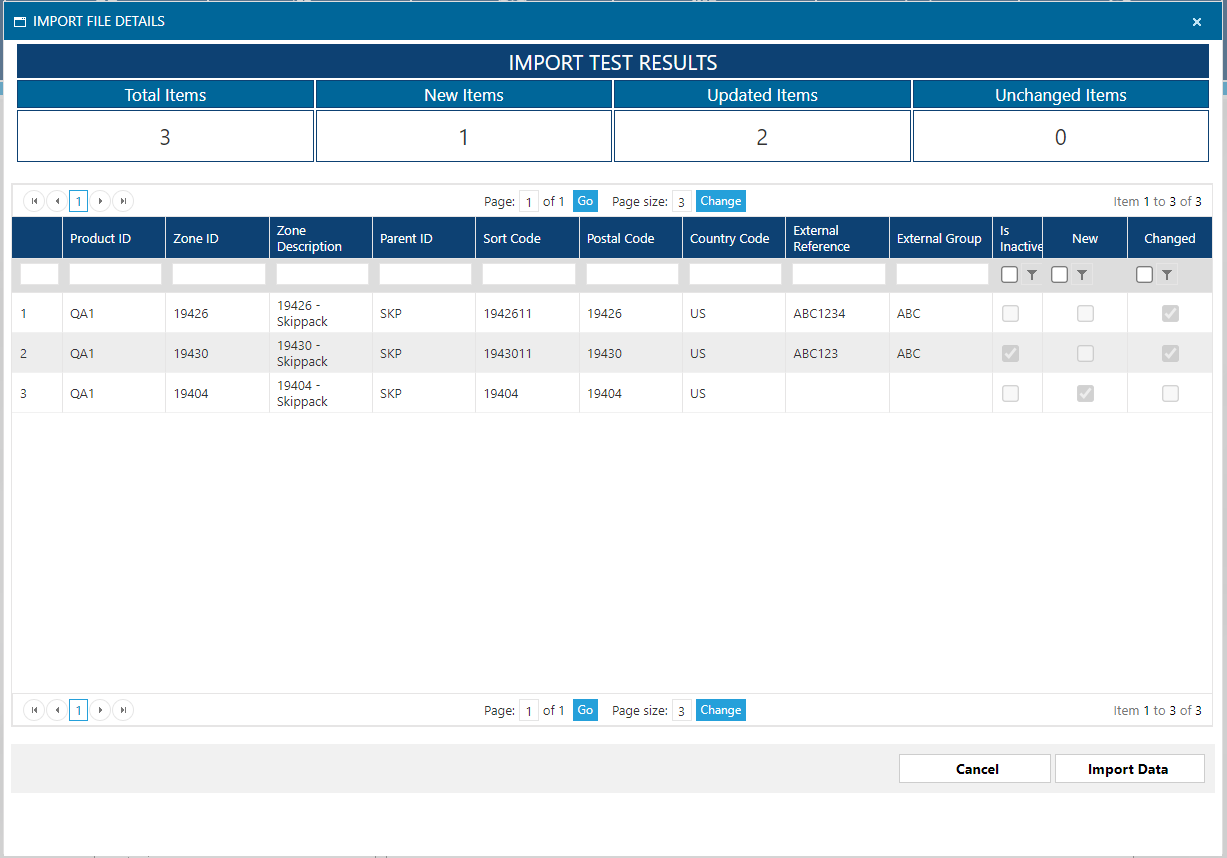 IMPORT FILE DETAILS
IMPORT TEST RESULTS
Total Items New Items Updated Items Unchanged Items
3 1 2 0
1 Page: 1 of 1 Go Page size: 3 Change Item 1 to 3 of 3
Product ID Zone ID Zone Description Parent ID Sort Code Postal Code Country Code External Reference External Group Is Inactive New Changed
1 QA1 19426 19426 - Skippack SKP 1942611 19426 US ABC1234 ABC
2 QA1 19430 19430 - Skippack SKP 1943011 19430 US ABC123 ABC
3 QA1 19404 19404 - Skippack SKP 19404 19404 US
1 Page: 1 of 1 Go Page size: 3 Change Item 1 to 3 of 3
Cancel Import Data